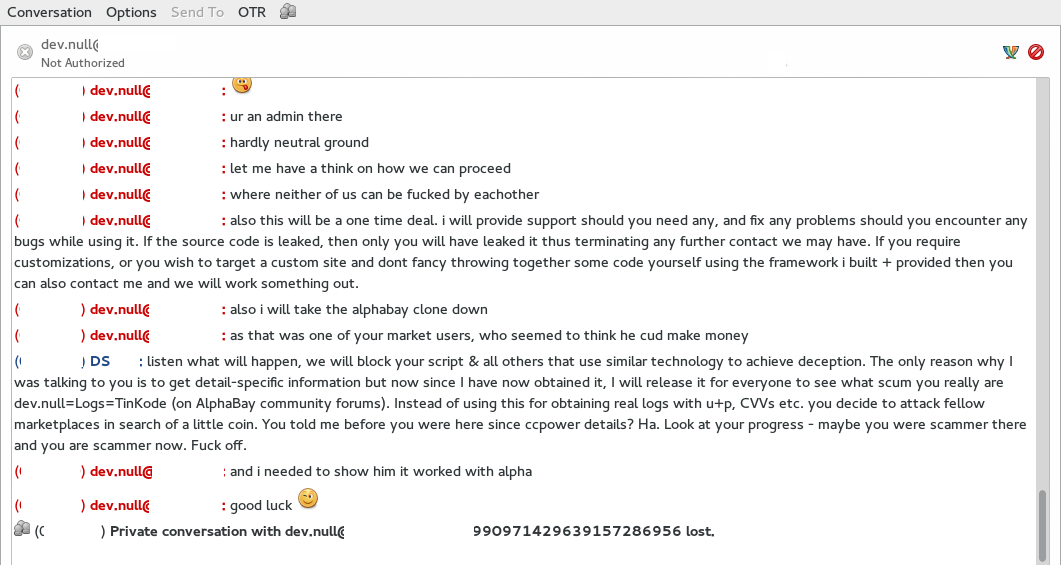 Conversation Options Send To OTR
dev.null@
Not Authorized
( ) dev.null@ :
( ) dev.null@ : ur an admin there
( ) dev.null@ : hardly neutral ground
( ) dev.null@ : let me have a think on how we can proceed
( ) dev.null@ : where neither of us can be fucked by eachother
( ) dev.null@ : also this will be a one time deal. i will provide support should you need any, and fix any problems should you encounter any
bugs while using it. If the source code is leaked, then only you will have leaked it thus terminating any further contact we may have. If you require
customizations, or you wish to target a custom site and dont fancy throwing together some code yourself using the framework i built + provided then you
can also contact me and we will work something out.
( ) dev.null@ : also i will take the alphabay clone down
( ) dev.null@ : as that was one of your market users, who seemed to think he cud make money
( ) DS : listen what will happen, we will block your script & all others that use similar technology to achieve deception. The only reason why I
was talking to you is to get detail-specific information but now since I have now obtained it, I will release it for everyone to see what scum you really are
dev.null=Logs=TinKode (on AlphaBay community forums). Instead of using this for obtaining real logs with u+p, CVVs etc. you decide to attack fellow
marketplaces in search of a little coin. You told me before you were here since ccpower details? Ha. Look at your progress - maybe you were scammer there
and you are scammer now. Fuck off.
( ) dev.null@ : and i needed to show him it worked with alpha
( ) dev.null@ : good luck
( ) Private conversation with dev.null@ 990971429639157286956 lost.